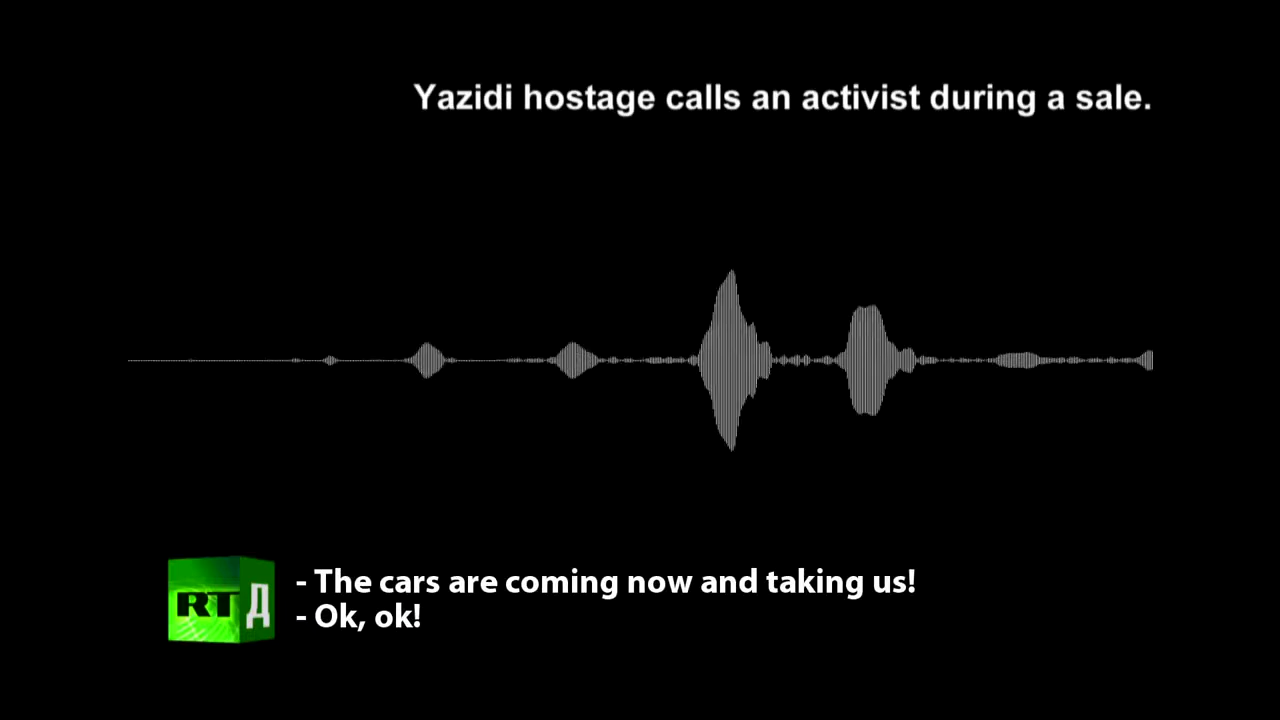 Yazidi hostage calls an activist during a sale.
RT Д
- The cars are coming now and taking us!
- Ok, ok!